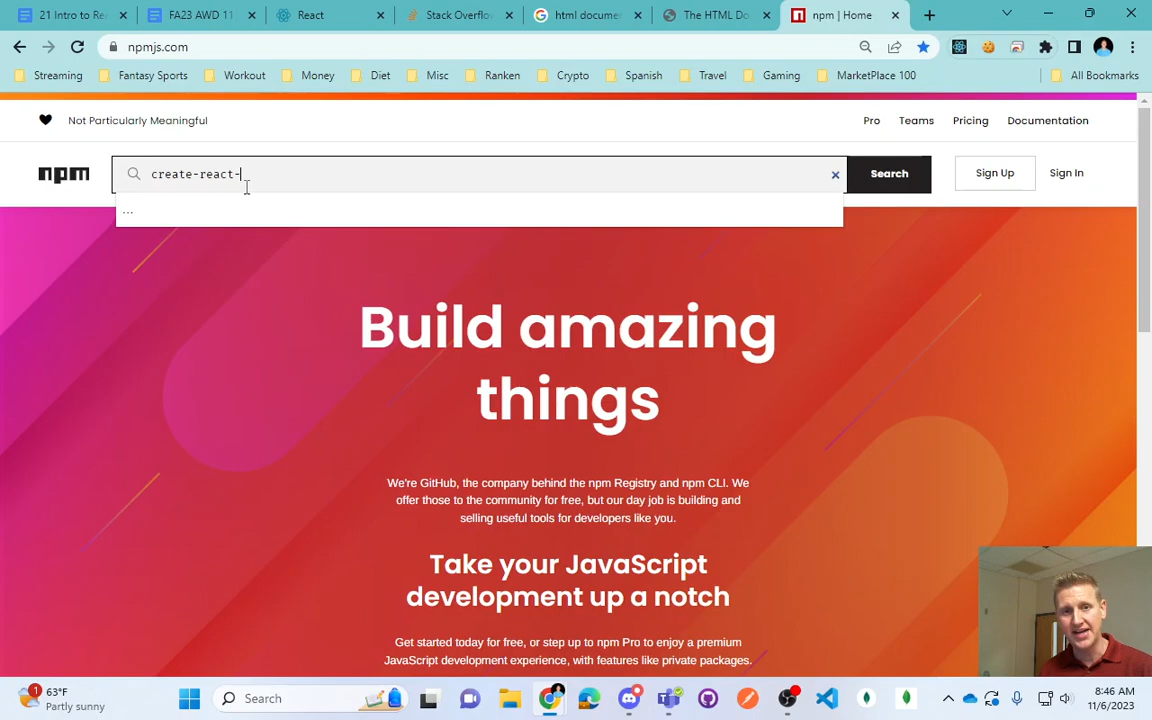 21 Intro to Re
FA23 AWD 11
React
Stack Overflo
html docume
The HTML Do
npm | Home
npmjs.com
Streaming
Fantasy Sports
Workout
Money
Diet
Misc
Ranken
Crypto
Spanish
Travel
Gaming
MarketPlace 100
All Bookmarks
Not Particularly Meaningful
Pro
Teams
Pricing
Documentation
npm
create-react-
Search
Sign Up
Sign In
...
Build amazing
things
We're GitHub, the company behind the npm Registry and npm CLI. We
offer those to the community for free, but our day job is building and
selling useful tools for developers like you.
Take your JavaScript
development up a notch
Get started today for free, or step up to npm Pro to enjoy a premium
JavaScript development experience, with features like private packages.
1
63°F
Partly sunny
Search
8:46 AM
11/6/2023